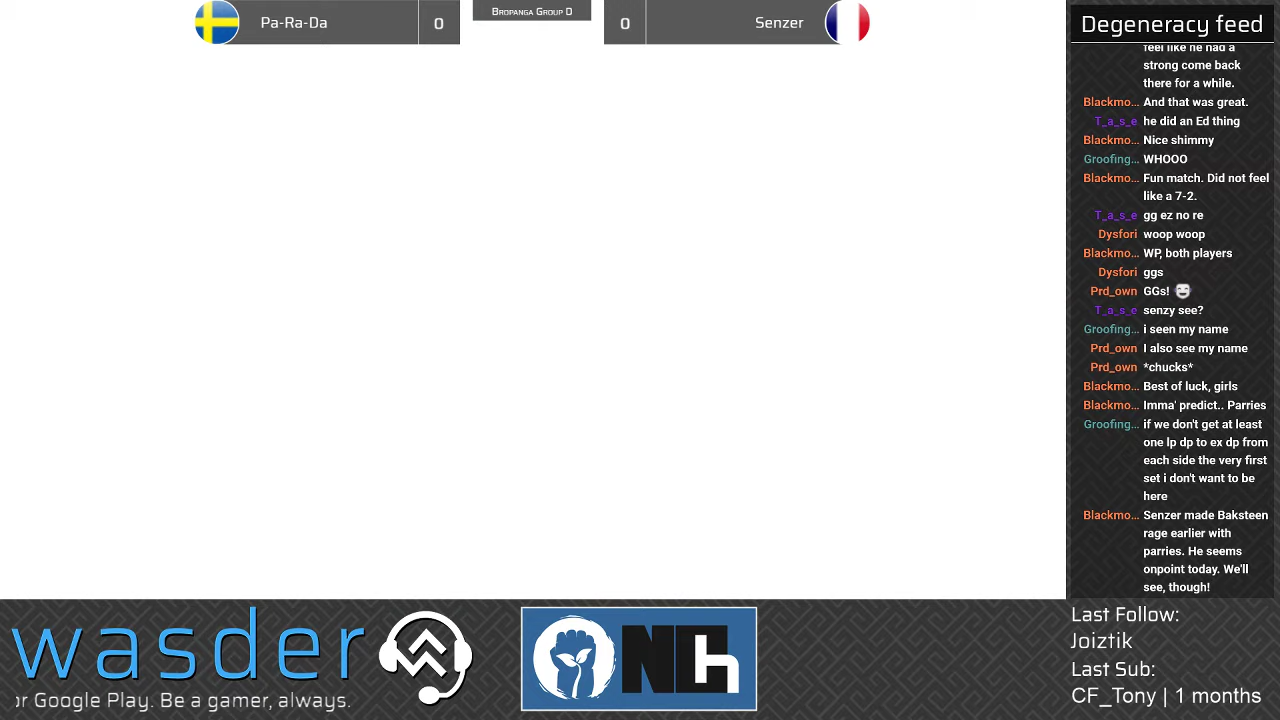 Pa-Ra-Da 0 Bropanga Group D 0 Senzer
Degeneracy feed
feel like he had a
strong come back
there for a while.
Blackmo… And that was great.
T_a_s_e he did an Ed thing
Blackmo… Nice shimmy
Groofing… WHOOO
Blackmo… Fun match. Did not feel
like a 7-2.
T_a_s_e gg ez no re
Dysfori woop woop
Blackmo… WP, both players
Dysfori ggs
Prd_own GGs!
T_a_s_e senzy see?
Groofing… i seen my name
Prd_own I also see my name
Prd_own *chucks*
Blackmo… Best of luck, girls
Blackmo… Imma' predict.. Parries
Groofing… if we don't get at least
one lp dp to ex dp from
each side the very first
set i don't want to be
here
Blackmo… Senzer made Baksteen
rage earlier with
parries. He seems
onpoint today. We'll
see, though!
wasder
or Google Play. Be a gamer, always.
NCh
Last Follow:
Joiztik
Last Sub:
CF_Tony | 1 months